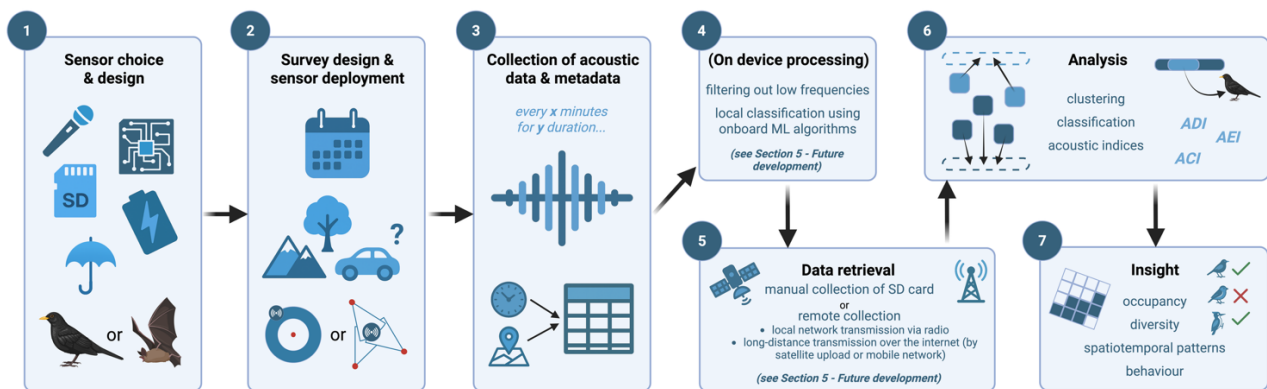 1
Sensor choice
& design
SD
or
2
Survey design &
sensor deployment
?
or
3
Collection of acoustic
data & metadata
every x minutes
for y duration...
4
(On device processing)
filtering out low frequencies
local classification using
onboard ML algorithms
(see Section 5 - Future
development)
5
Data retrieval
manual collection of SD card
or
remote collection
• local network transmission via radio
• long-distance transmission over the internet (by
satellite upload or mobile network)
(see Section 5 - Future development)
6
Analysis
clustering
classification
acoustic indices
ADI
AEI
ACI
7
Insight
occupancy
diversity
spatiotemporal patterns
behaviour